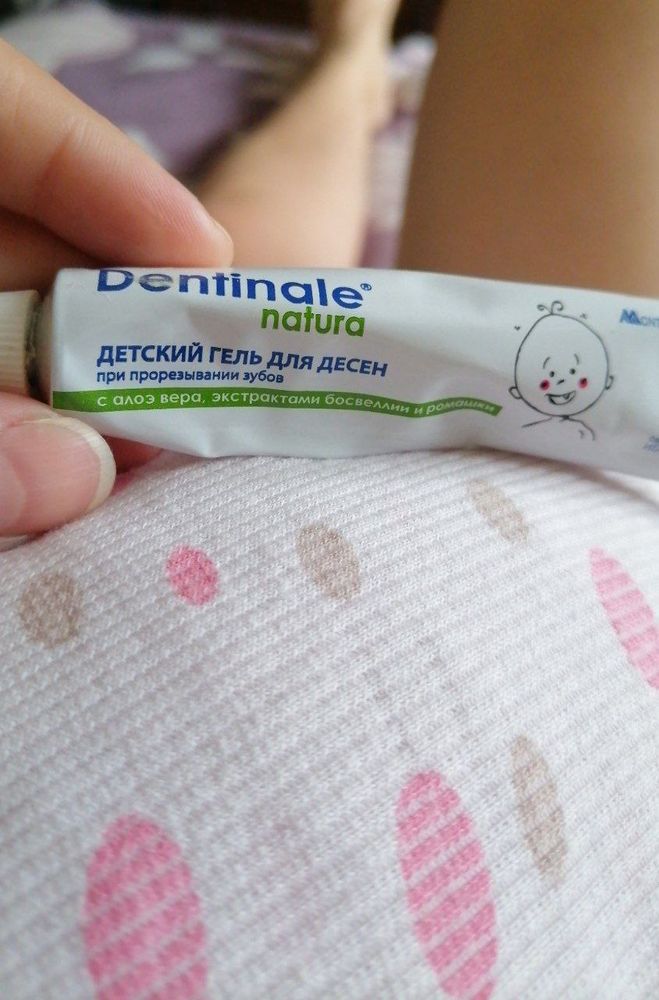 Dentinale®
natura
ДЕТСКИЙ ГЕЛЬ ДЛЯ ДЕСЕН
при прорезывании зубов
с алоэ вера, экстрактами босвеллии и ромашки